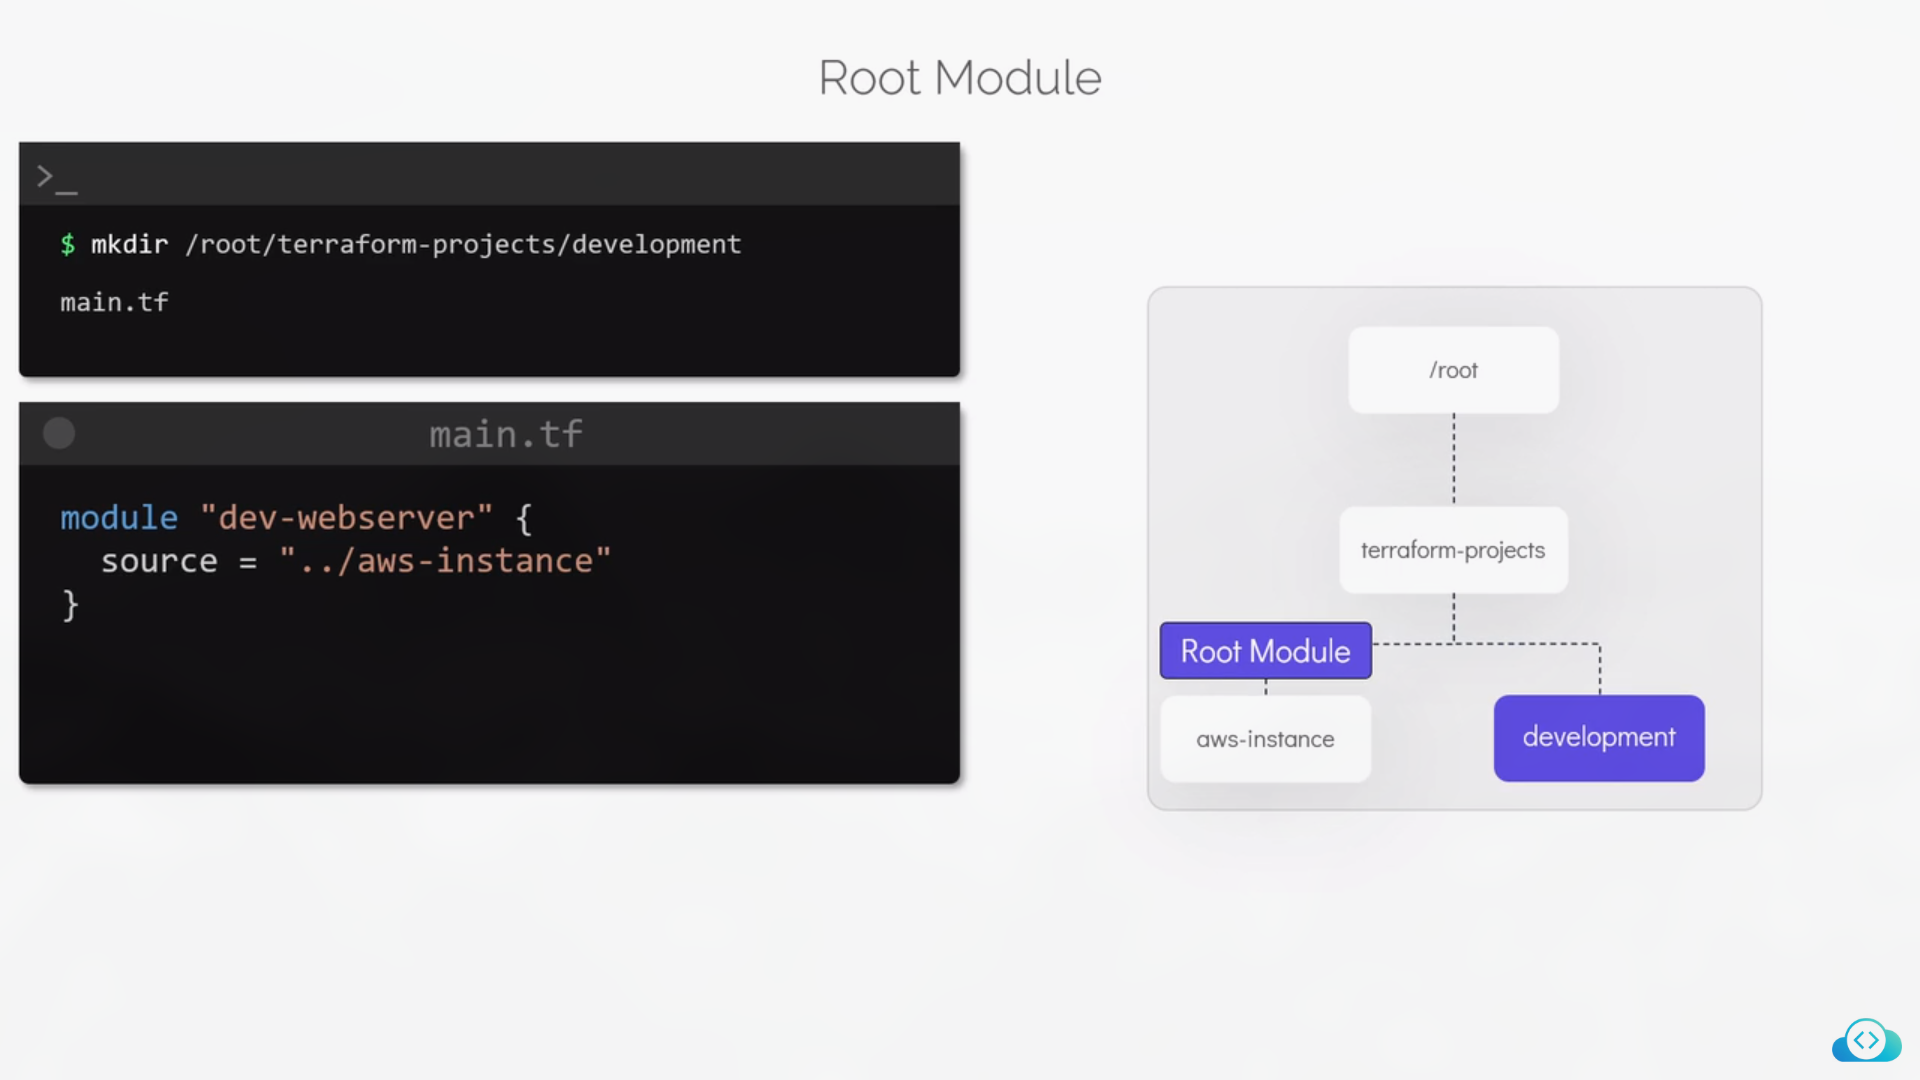 Root Module
>_
$ mkdir /root/terraform-projects/development
main.tf
main.tf
module "dev-webserver" {
  source = "../aws-instance"
}
/root
terraform-projects
Root Module
aws-instance
development